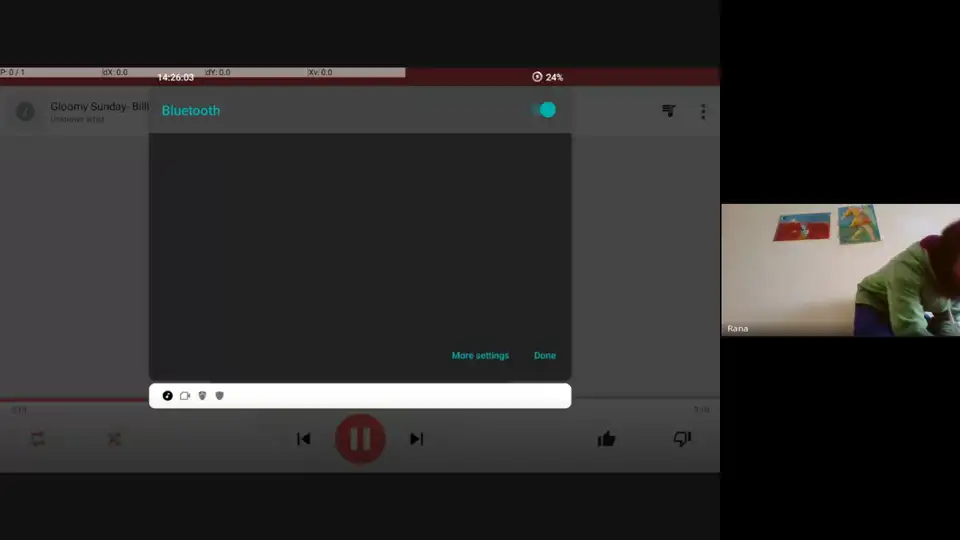 P: 0 / 1 dX: 0.0 dY: 0.0 Xv: 0.0
14:26:03 24%
Gloomy Sunday- Bill
Unknown artist
Bluetooth
More settings Done
Rana